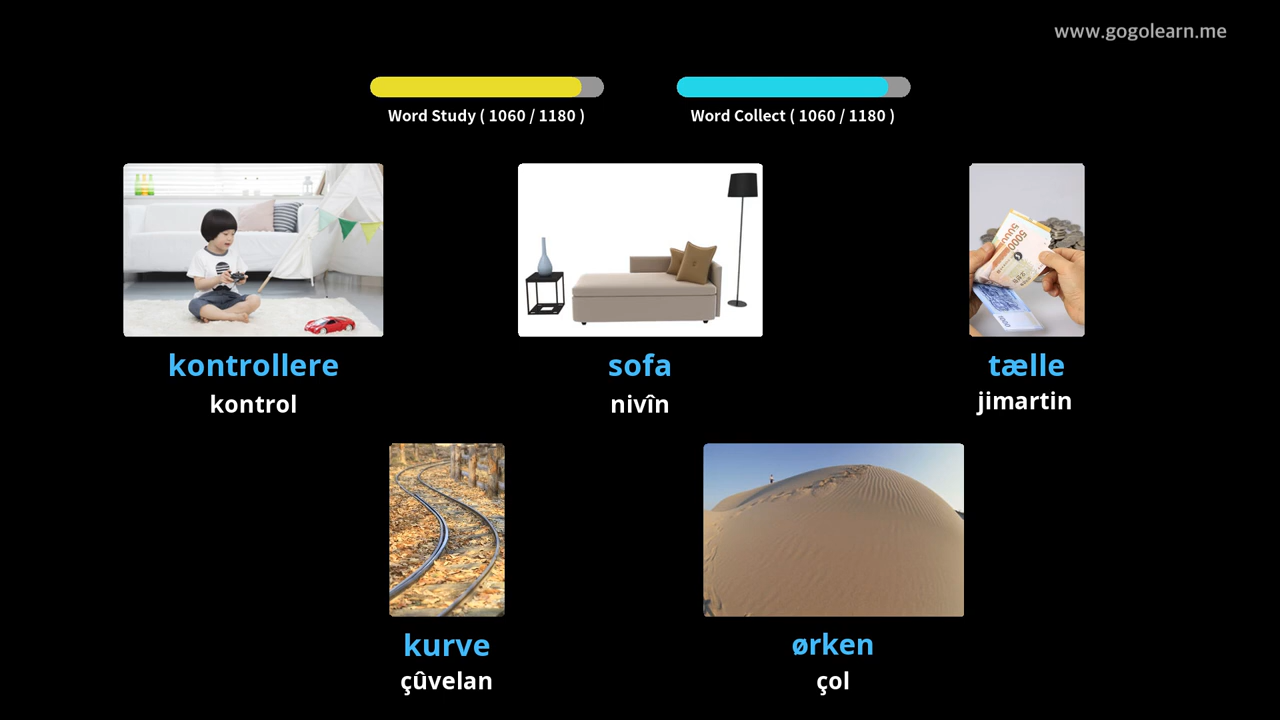 www.gogolearn.me
Word Study ( 1060 / 1180 )
Word Collect ( 1060 / 1180 )
kontrollere
kontrol
sofa
nivîn
tælle
jimartin
kurve
çûvelan
ørken
çol